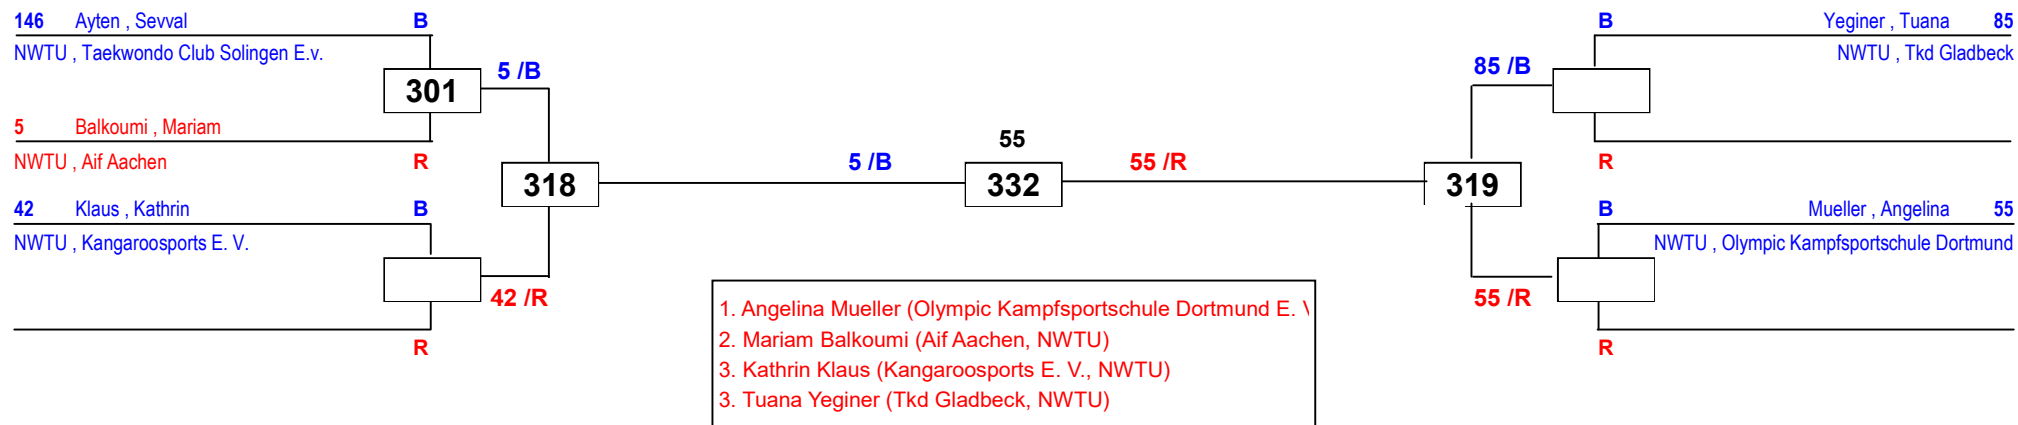 146 Ayten , Sevval B
NWTU , Taekwondo Club Solingen E.v.
301
5 /B
5 Balkoumi , Mariam
NWTU , Aif Aachen R
318
42 Klaus , Kathrin B
NWTU , Kangaroosports E. V.
42 /R
R
5 /B
55
332
55 /R
B Yeginer , Tuana 85
NWTU , Tkd Gladbeck
85 /B
R
319
B Mueller , Angelina 55
NWTU , Olympic Kampfsportschule Dortmund
55 /R
R
1. Angelina Mueller (Olympic Kampfsportschule Dortmund E.
2. Mariam Balkoumi (Aif Aachen, NWTU)
3. Kathrin Klaus (Kangaroosports E. V., NWTU)
3. Tuana Yeginer (Tkd Gladbeck, NWTU)